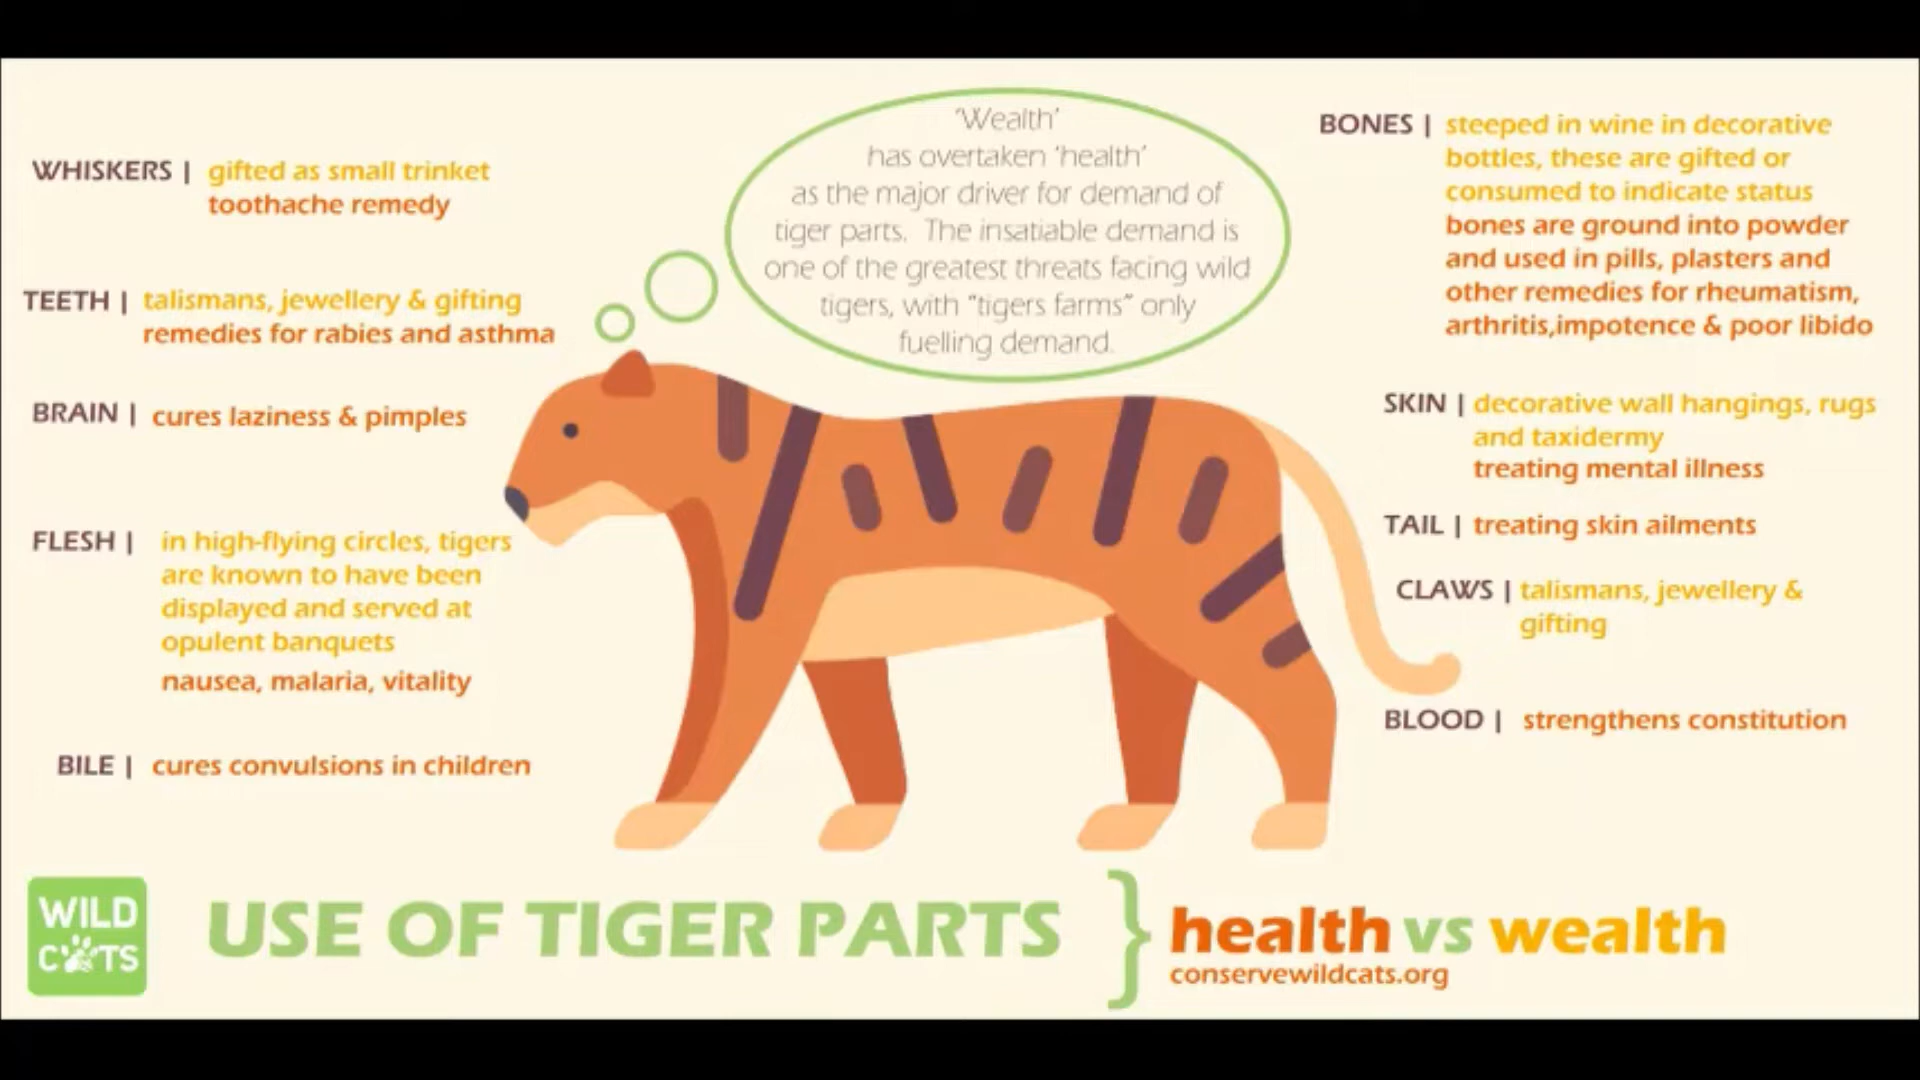 'Wealth'
has overtaken 'health'
as the major driver for demand of
tiger parts. The insatiable demand is
one of the greatest threats facing wild
tigers, with "tigers farms" only
fuelling demand.
WHISKERS | gifted as small trinket
toothache remedy
TEETH | talismans, jewellery & gifting
remedies for rabies and asthma
BRAIN | cures laziness & pimples
FLESH | in high-flying circles, tigers
are known to have been
displayed and served at
opulent banquets
nausea, malaria, vitality
BILE | cures convulsions in children
BONES | steeped in wine in decorative
bottles, these are gifted or
consumed to indicate status
bones are ground into powder
and used in pills, plasters and
other remedies for rheumatism,
arthritis,impotence & poor libido
SKIN | decorative wall hangings, rugs
and taxidermy
treating mental illness
TAIL | treating skin ailments
CLAWS | talismans, jewellery &
gifting
BLOOD | strengthens constitution
WILD
CATS
USE OF TIGER PARTS } health vs wealth
conservewildcats.org